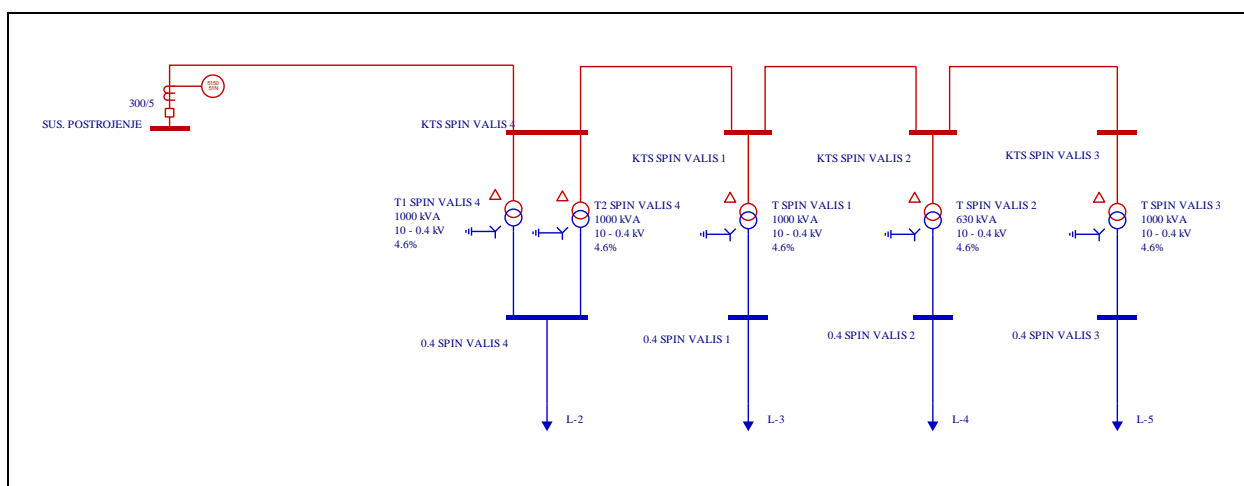 51/50
51N
300/5
SUS. POSTROJENJE
KTS SPIN VALIS 4
KTS SPIN VALIS 1
KTS SPIN VALIS 2
KTS SPIN VALIS 3
T1 SPIN VALIS 4
1000 kVA
10 - 0.4 kV
4.6%
T2 SPIN VALIS 4
1000 kVA
10 - 0.4 kV
4.6%
T SPIN VALIS 1
1000 kVA
10 - 0.4 kV
4.6%
T SPIN VALIS 2
630 kVA
10 - 0.4 kV
4.6%
T SPIN VALIS 3
1000 kVA
10 - 0.4 kV
4.6%
0.4 SPIN VALIS 4
0.4 SPIN VALIS 1
0.4 SPIN VALIS 2
0.4 SPIN VALIS 3
L-2
L-3
L-4
L-5